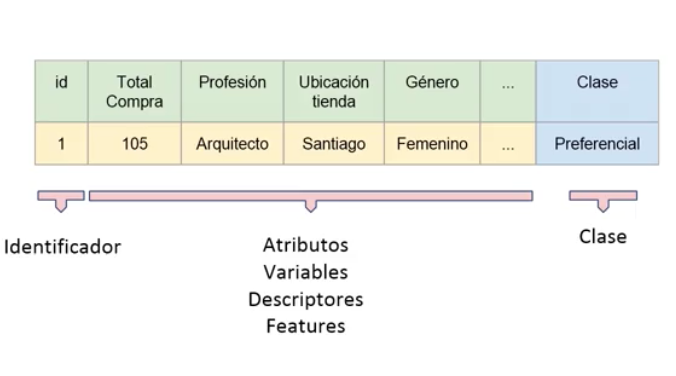 id Total Compra Profesión Ubicación tienda Género ... Clase
1 105 Arquitecto Santiago Femenino ... Preferencial
Identificador
Atributos
Variables
Descriptores
Features
Clase